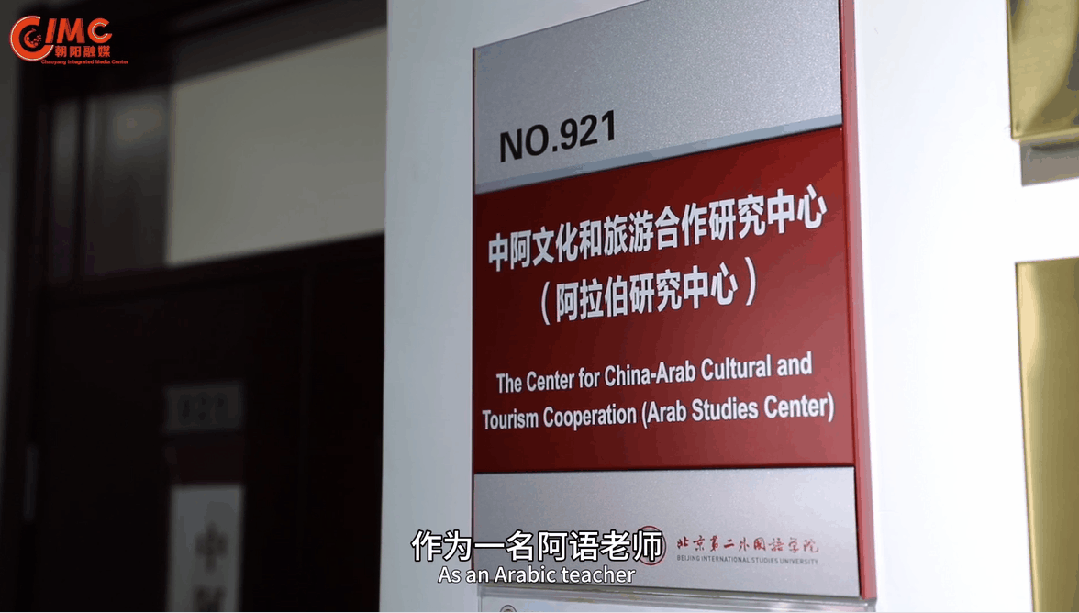 CIMC
朝阳融媒
Chaoyang Integrated Media Center
NO.921
中阿文化和旅游合作研究中心
（阿拉伯研究中心）
The Center for China-Arab Cultural and
Tourism Cooperation (Arab Studies Center)
北京第二外国语学院
BEIJING INTERNATIONAL STUDIES UNIVERSITY
作为一名阿语老师
As an Arabic teacher
921
中